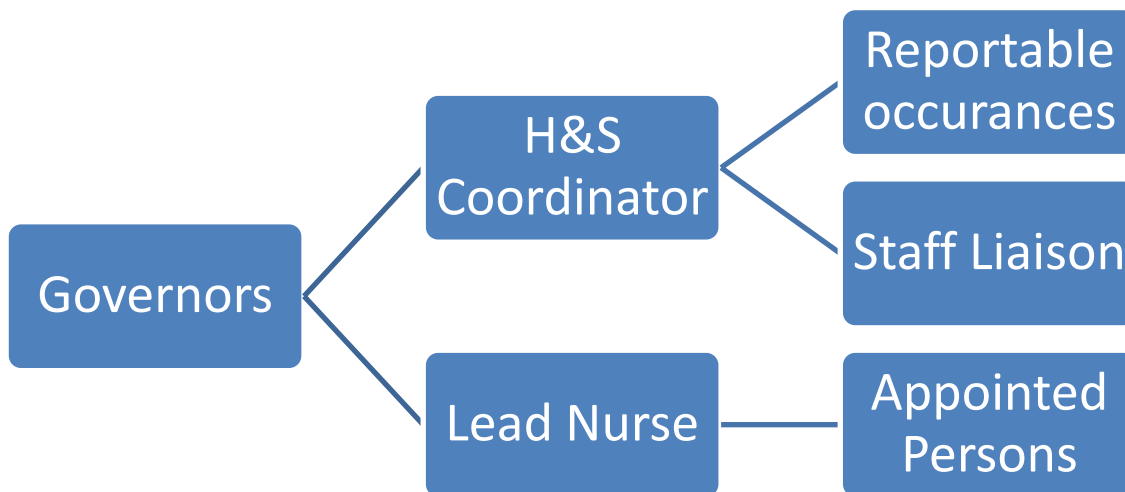 Governors
H&S
Coordinator
Lead Nurse
Reportable
occurances
Staff Liaison
Appointed
Persons